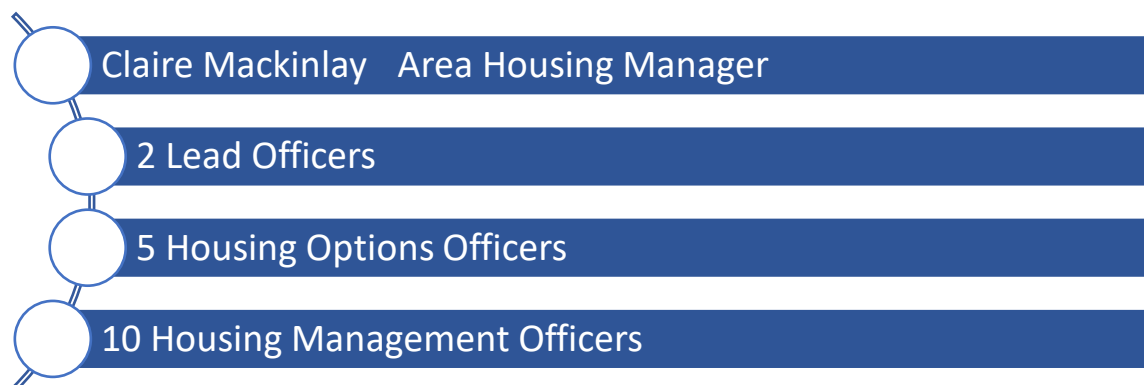 Claire Mackinlay   Area Housing Manager
2 Lead Officers
5 Housing Options Officers
10 Housing Management Officers